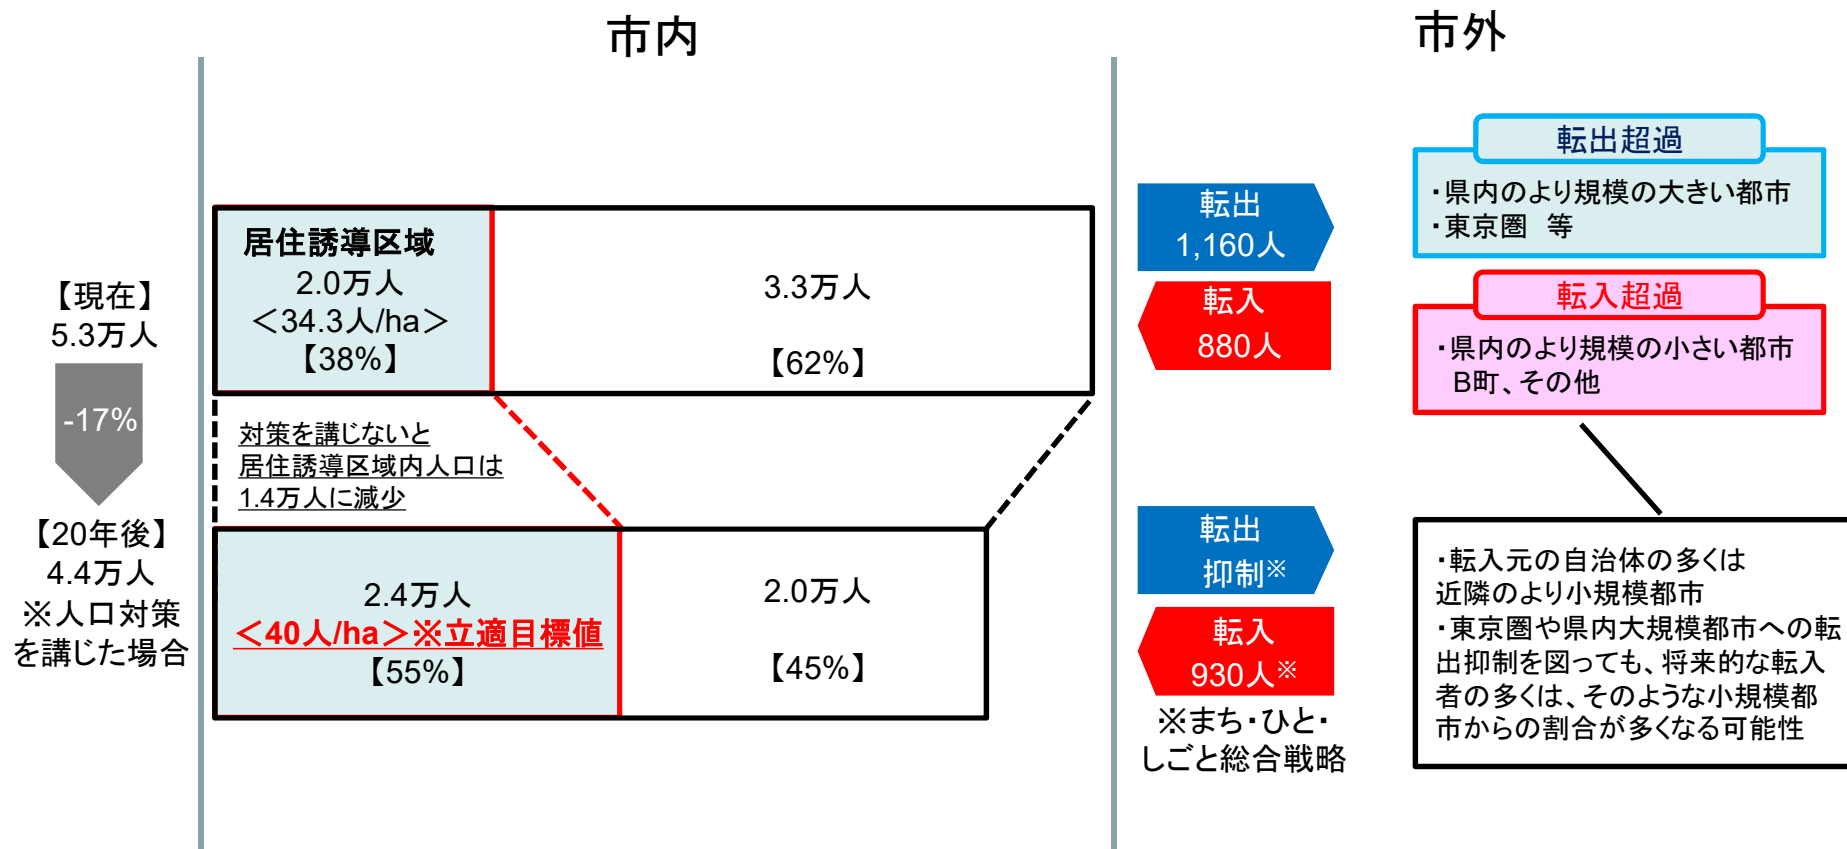 市内
市外
【現在】
5.3万人
-17%
【20年後】
4.4万人
※人口対策
を講じた場合
居住誘導区域
2.0万人
＜34.3人/ha＞
【38%】
3.3万人
【62%】
対策を講じないと
居住誘導区域内人口は
1.4万人に減少
2.4万人
＜40人/ha＞※立適目標値
【55%】
2.0万人
【45%】
転出
1,160人
転入
880人
転出
抑制※
転入
930人※
※まち・ひと・
しごと総合戦略
転出超過
・県内のより規模の大きい都市
・東京圏　等
転入超過
・県内のより規模の小さい都市
B町、その他
・転入元の自治体の多くは
近隣のより小規模都市
・東京圏や県内大規模都市への転
出抑制を図っても、将来的な転入
者の多くは、そのような小規模都
市からの割合が多くなる可能性